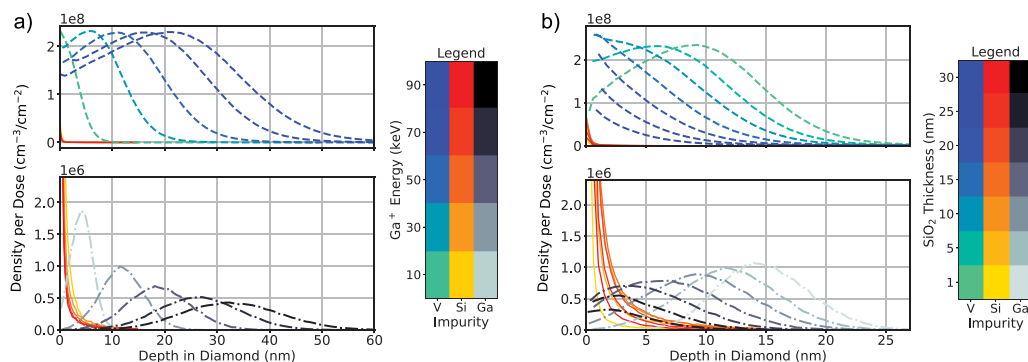 a)
1e8
2
1
0
Density per Dose (cm⁻³/cm⁻²)
1e6
2.0
1.5
1.0
0.5
0.0
0 10 20 30 40 50 60
Depth in Diamond (nm)
Legend
Ga⁺ Energy (keV)
90
70
50
30
10
V Si Ga
Impurity
b)
1e8
3
2
1
0
Density per Dose (cm⁻³/cm⁻²)
1e6
2.0
1.5
1.0
0.5
0.0
0 5 10 15 20 25
Depth in Diamond (nm)
Legend
SiO₂ Thickness (nm)
30
25
20
15
10
5
1
V Si Ga
Impurity